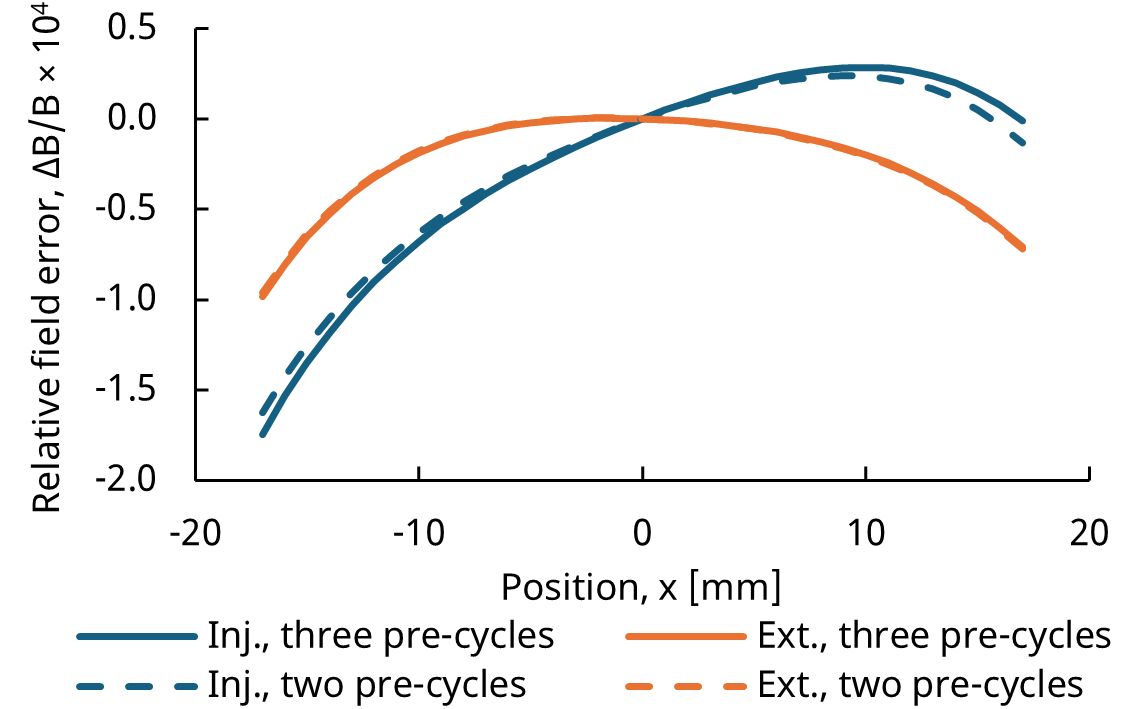 Relative field error, ΔB/B × 10⁴
0.5
0.0
-0.5
-1.0
-1.5
-2.0
-20
-10
0
10
20
Position, x [mm]
Inj., three pre-cycles
Ext., three pre-cycles
Inj., two pre-cycles
Ext., two pre-cycles